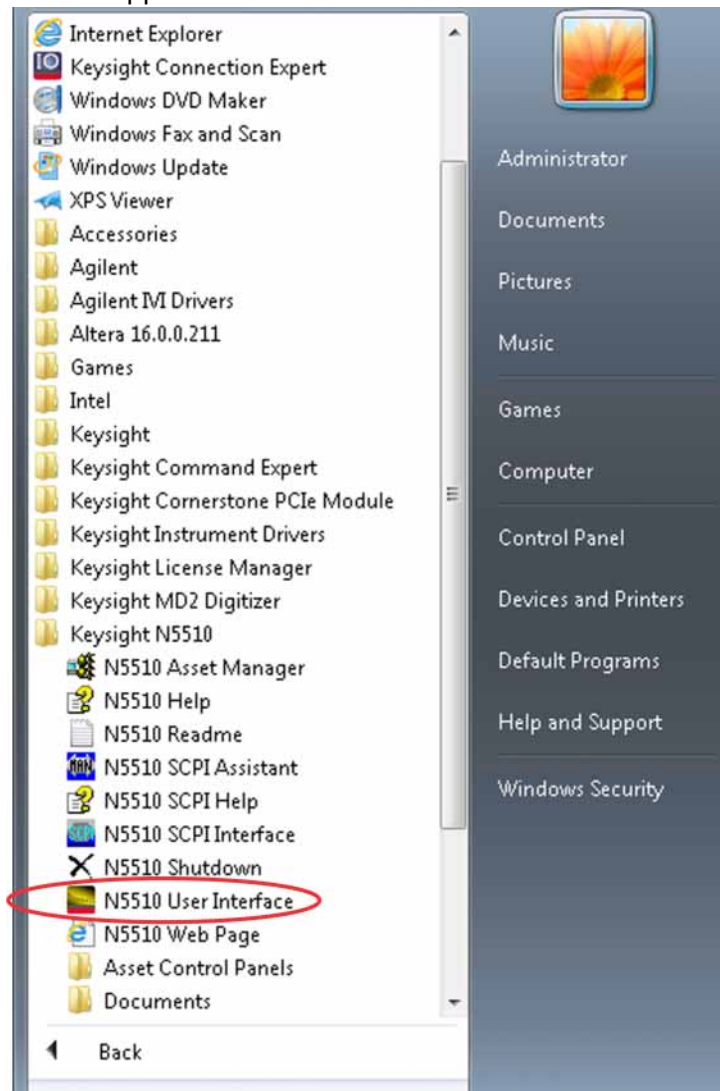 Internet Explorer
Keysight Connection Expert
Windows DVD Maker
Windows Fax and Scan
Windows Update
XPS Viewer
Accessories
Agilent
Agilent IVI Drivers
Altera 16.0.0.211
Games
Intel
Keysight
Keysight Command Expert
Keysight Cornerstone PCIe Module
Keysight Instrument Drivers
Keysight License Manager
Keysight MD2 Digitizer
Keysight N5510
N5510 Asset Manager
N5510 Help
N5510 Readme
N5510 SCPI Assistant
N5510 SCPI Help
N5510 SCPI Interface
N5510 Shutdown
N5510 User Interface
N5510 Web Page
Asset Control Panels
Documents
Back
Administrator
Documents
Pictures
Music
Games
Computer
Control Panel
Devices and Printers
Default Programs
Help and Support
Windows Security